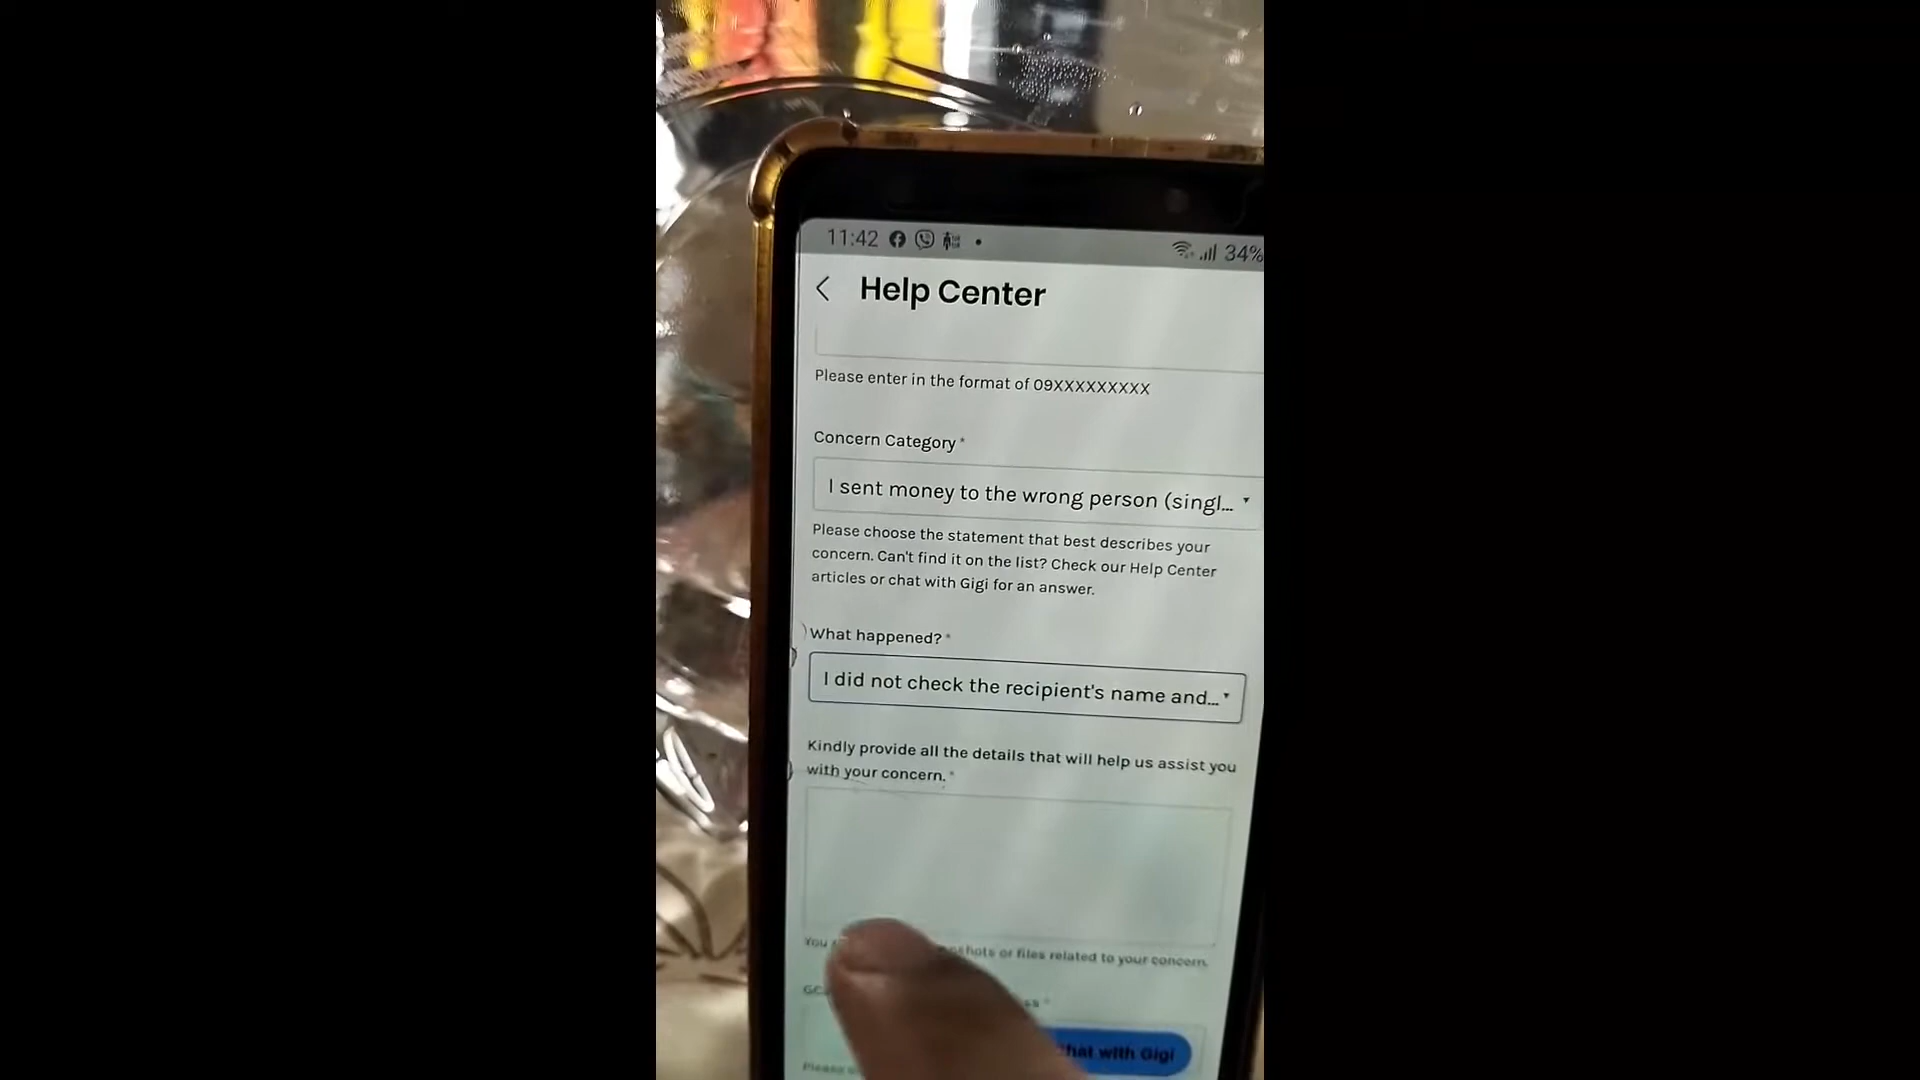 11:42
34%
Help Center
Please enter in the format of 09XXXXXXXXX
Concern Category *
I sent money to the wrong person (singl...
Please choose the statement that best describes your
concern. Can't find it on the list? Check our Help Center
articles or chat with Gigi for an answer.
What happened? *
I did not check the recipient's name and...
Kindly provide all the details that will help us assist you
with your concern. *
You or files related to your concern.
Chat with Gigi
Please